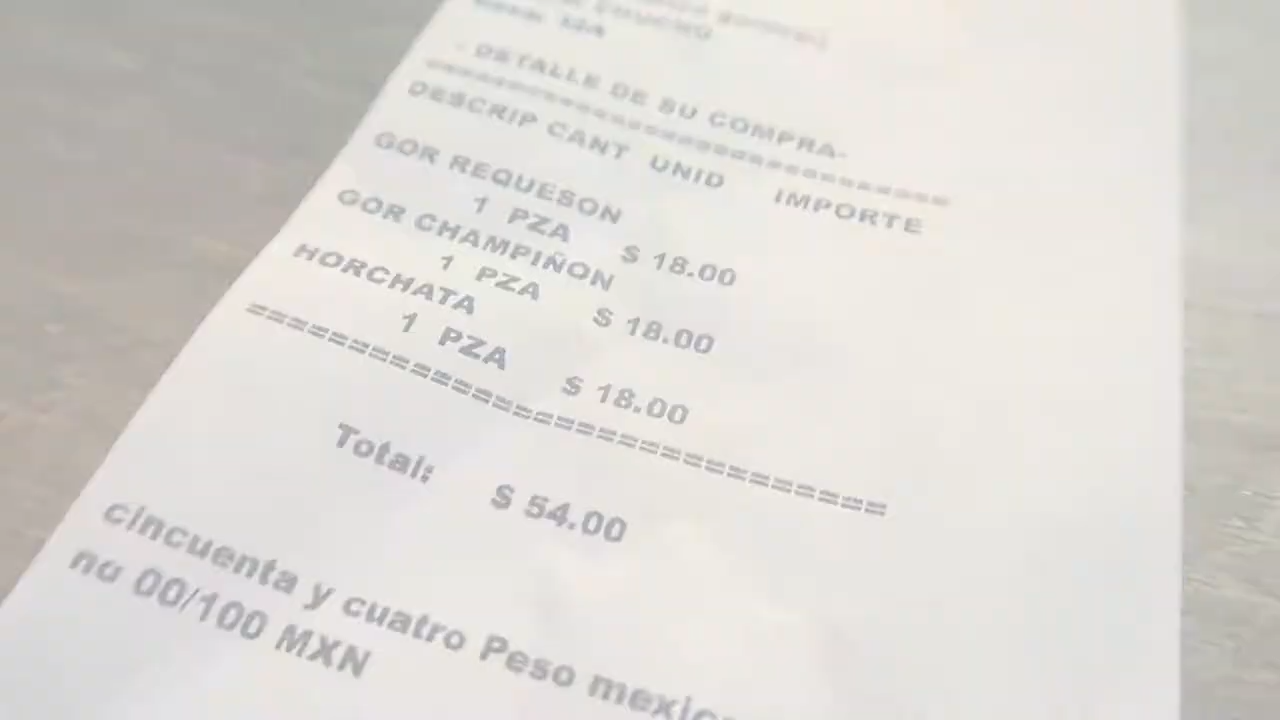 - DETALLE DE SU COMPRA-
==============================
DESCRIP CANT UNID IMPORTE
GOR REQUESON
1 PZA $ 18.00
GOR CHAMPIÑON
1 PZA $ 18.00
HORCHATA
1 PZA $ 18.00
==============================
Total: $ 54.00
cincuenta y cuatro Peso mexic
no 00/100 MXN